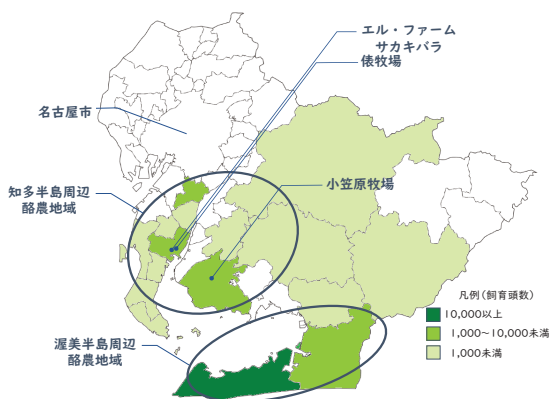 エル・ファーム
サカキバラ
俵牧場
名古屋市
知多半島周辺
酪農地域
小笠原牧場
凡例(飼育頭数)
10,000以上
1,000~10,000未満
1,000未満
渥美半島周辺
酪農地域